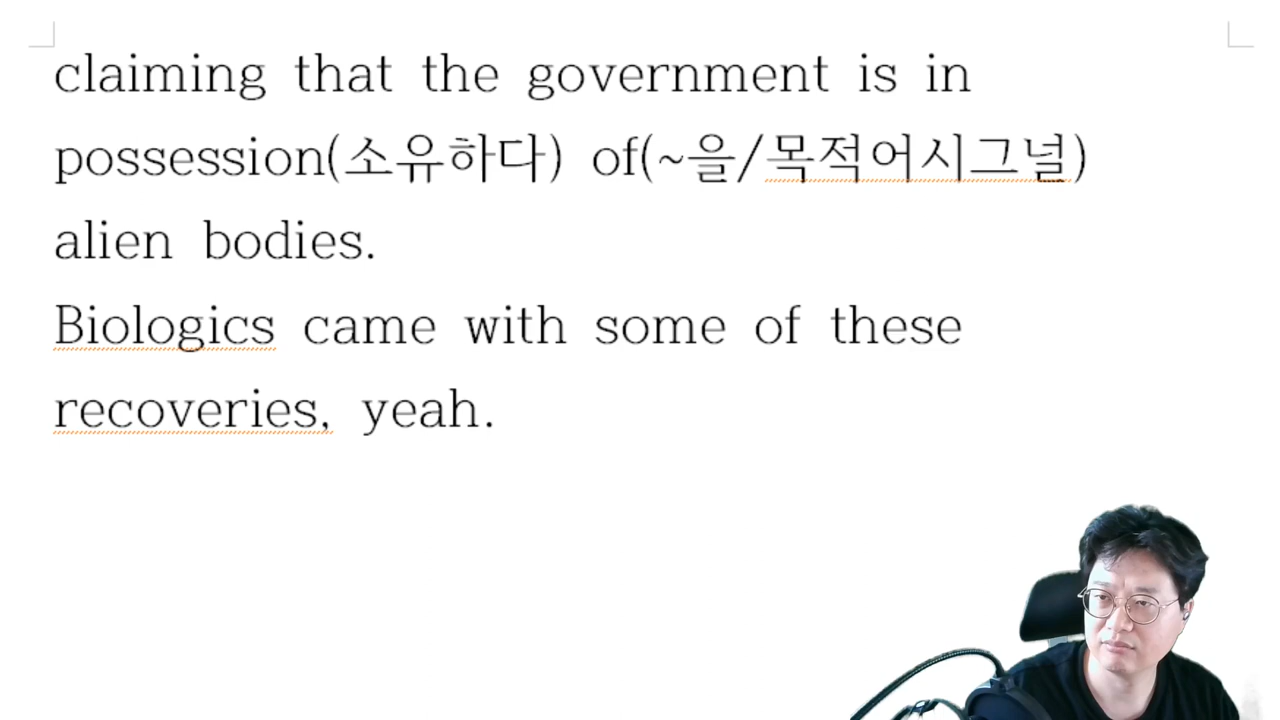 claiming that the government is in
possession(소유하다) of(~을/목적어시그널)
alien bodies.
Biologics came with some of these
recoveries, yeah.